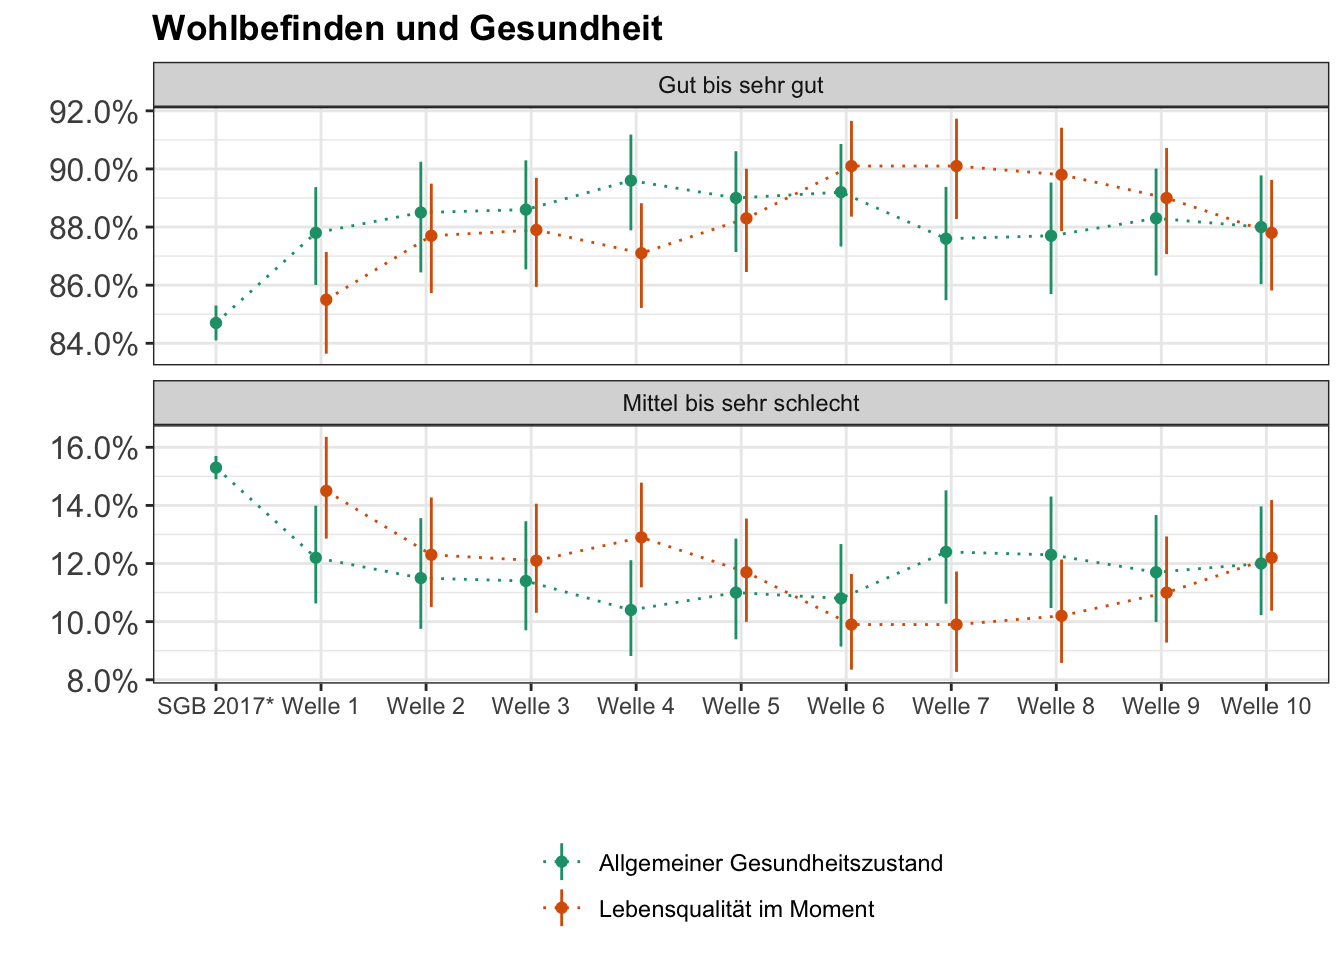 Wohlbefinden und Gesundheit
Gut bis sehr gut
92.0%
90.0%
88.0%
86.0%
84.0%
Mittel bis sehr schlecht
16.0%
14.0%
12.0%
10.0%
8.0%
SGB 2017* Welle 1 Welle 2 Welle 3 Welle 4 Welle 5 Welle 6 Welle 7 Welle 8 Welle 9 Welle 10
Allgemeiner Gesundheitszustand
Lebensqualität im Moment